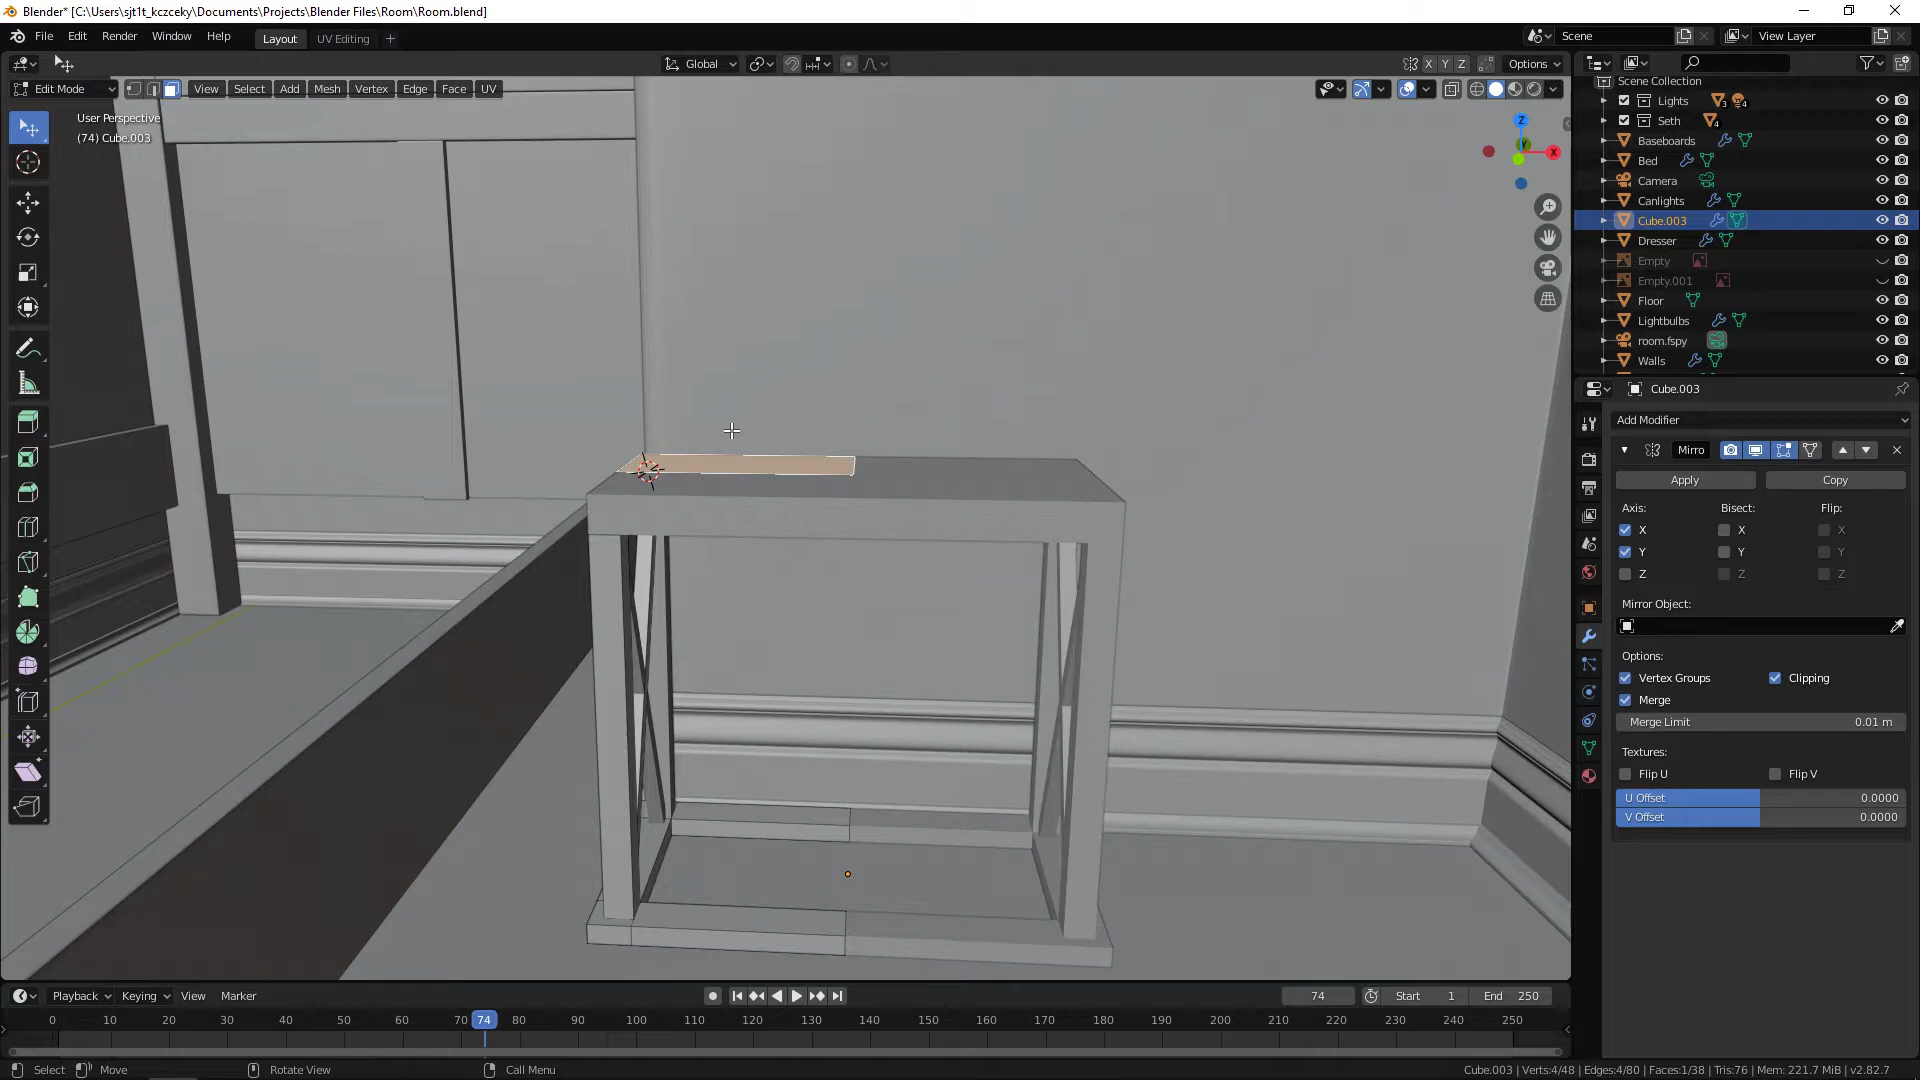 Blender* [C:\Users\sjt1t_kczceky\Documents\Projects\Blender Files\Room\Room.blend]
File Edit Render Window Help Layout UV Editing + Scene View Layer
Global X Y Z Options
Edit Mode View Select Add Mesh Vertex Edge Face UV
User Perspective
(74) Cube.003
Z
Y
X
Scene Collection
Lights 3 4
Seth 4
Baseboards
Bed
Camera
Canlights
Cube.003
Dresser
Empty
Empty.001
Floor
Lightbulbs
room.fspy
Walls
Cube.003
Add Modifier
Mirro
Apply Copy
Axis: Bisect: Flip:
X X X
Y Y Y
Z Z Z
Mirror Object:
Options:
Vertex Groups Clipping
Merge
Merge Limit 0.01 m
Textures:
Flip U Flip V
U Offset 0.0000
V Offset 0.0000
Playback Keying View Marker 74 Start 1 End 250
0 10 20 30 40 50 60 70 74 80 90 100 110 120 130 140 150 160 170 180 190 200 210 220 230 240 250
Select Move Rotate View Call Menu Cube.003 | Verts:4/48 | Edges:4/80 | Faces:1/38 | Tris:76 | Mem: 221.7 MiB | v2.82.7